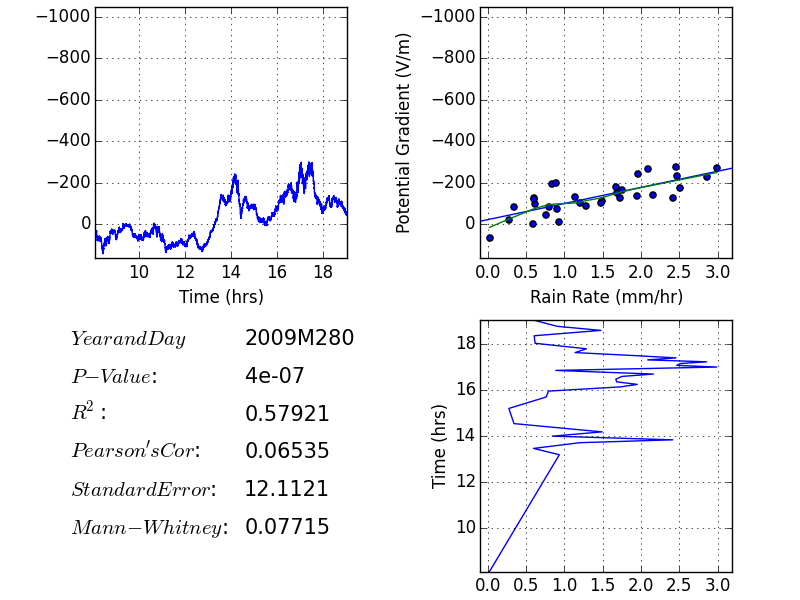 −1000
−800
−600
−400
−200
0
10 12 14 16 18
Time (hrs)
−1000
−800
−600
−400
−200
0
Potential Gradient (V/m)
0.0 0.5 1.0 1.5 2.0 2.5 3.0
Rain Rate (mm/hr)
YearandDay 2009M280
P−Value: 4e-07
R²: 0.57921
Pearson'sCor: 0.06535
StandardError: 12.1121
Mann−Whitney: 0.07715
18
16
14
12
10
Time (hrs)
0.0 0.5 1.0 1.5 2.0 2.5 3.0